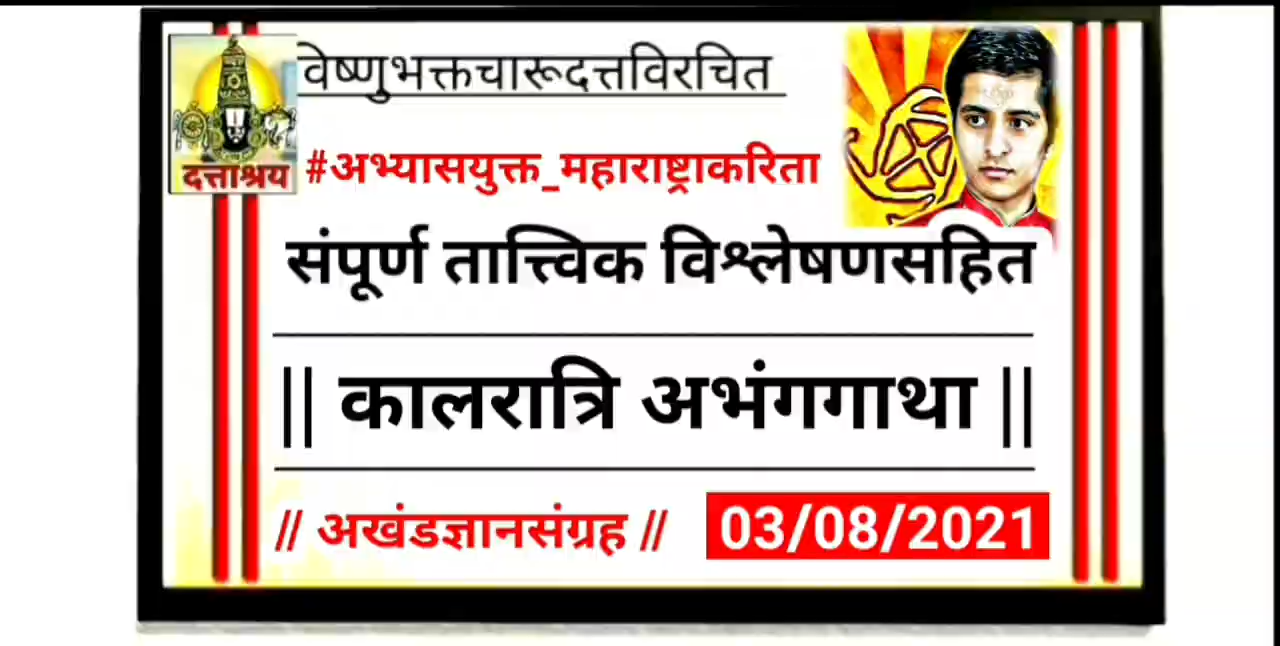 विष्णुभक्तचारूदत्तविरचित
दत्ताश्रय
#अभ्यासयुक्त_महाराष्ट्राकरिता
संपूर्ण तात्त्विक विश्लेषणसहित
|| कालरात्रि अभंगगाथा ||
// अखंडज्ञानसंग्रह // 03/08/2021